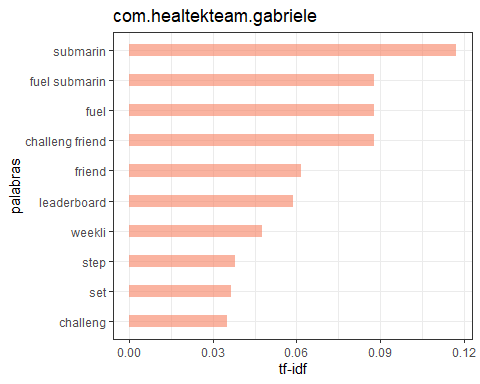 com.healtekteam.gabriele
palabras
submarin
fuel submarin
fuel
challeng friend
friend
leaderboard
weekli
step
set
challeng
0.00 0.03 0.06 0.09 0.12
tf-idf